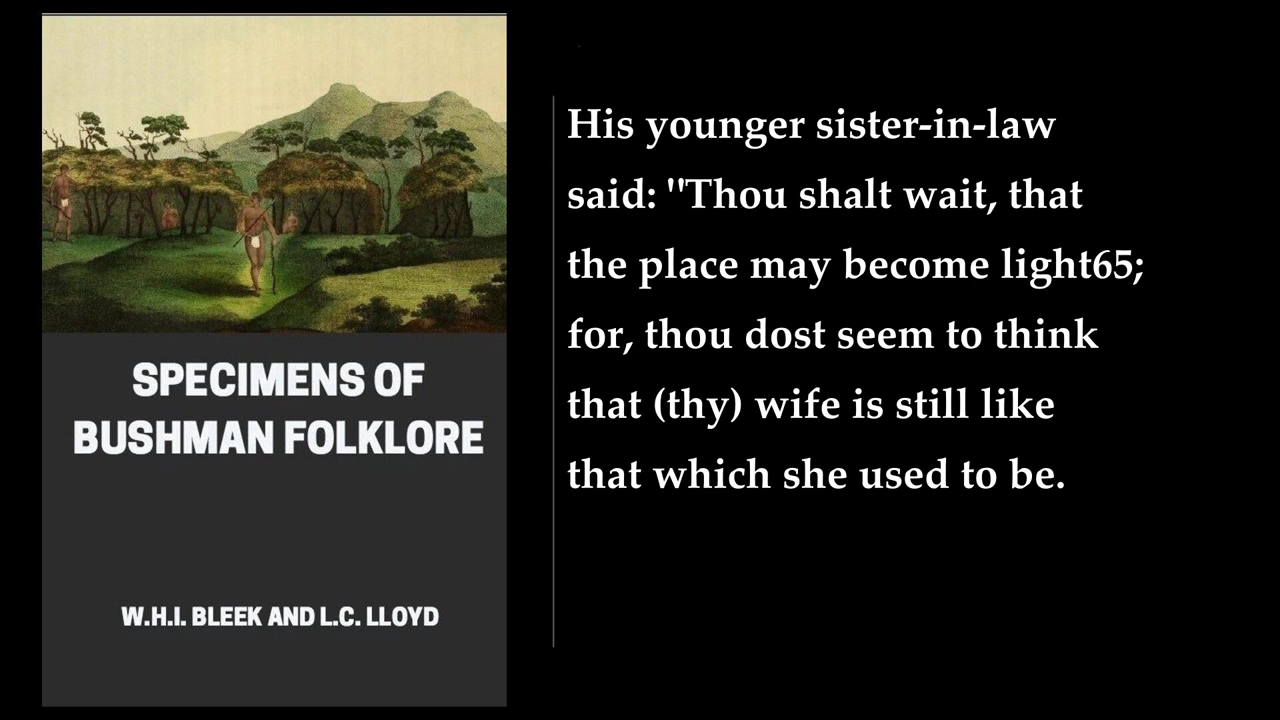 SPECIMENS OF
BUSHMAN FOLKLORE
W.H.I. BLEEK AND L.C. LLOYD
His younger sister-in-law
said: "Thou shalt wait, that
the place may become light65;
for, thou dost seem to think
that (thy) wife is still like
that which she used to be.